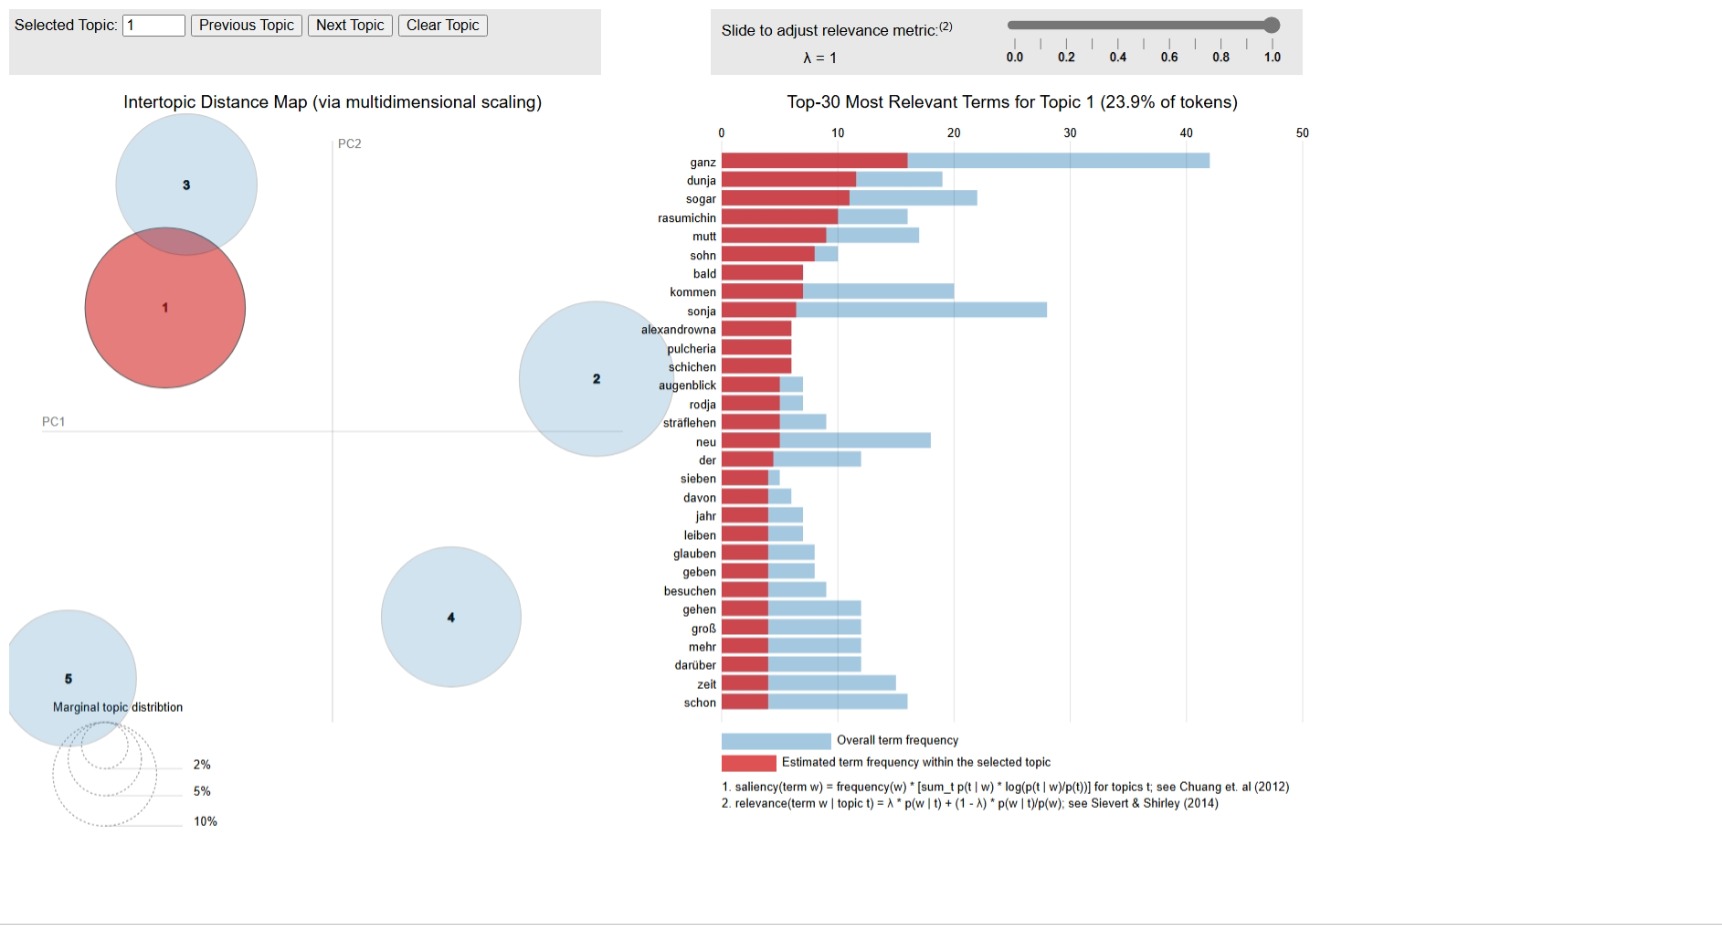 Selected Topic: 1 Previous Topic Next Topic Clear Topic
Slide to adjust relevance metric:(2)
λ = 1
0.0 0.2 0.4 0.6 0.8 1.0
Intertopic Distance Map (via multidimensional scaling)
PC2
PC1
3
1
2
4
5
Marginal topic distribtion
2%
5%
10%
Top-30 Most Relevant Terms for Topic 1 (23.9% of tokens)
0 10 20 30 40 50
ganz
dunja
sogar
rasumichin
mutt
sohn
bald
kommen
sonja
alexandrowna
pulcheria
schichen
augenblick
rodja
sträflehen
neu
der
sieben
davon
jahr
leiben
glauben
geben
besuchen
gehen
groß
mehr
darüber
zeit
schon
Overall term frequency
Estimated term frequency within the selected topic
1. saliency(term w) = frequency(w) * [sum_t p(t | w) * log(p(t | w)/p(t))] for topics t; see Chuang et. al (2012)
2. relevance(term w | topic t) = λ * p(w | t) + (1 - λ) * p(w | t)/p(w); see Sievert & Shirley (2014)